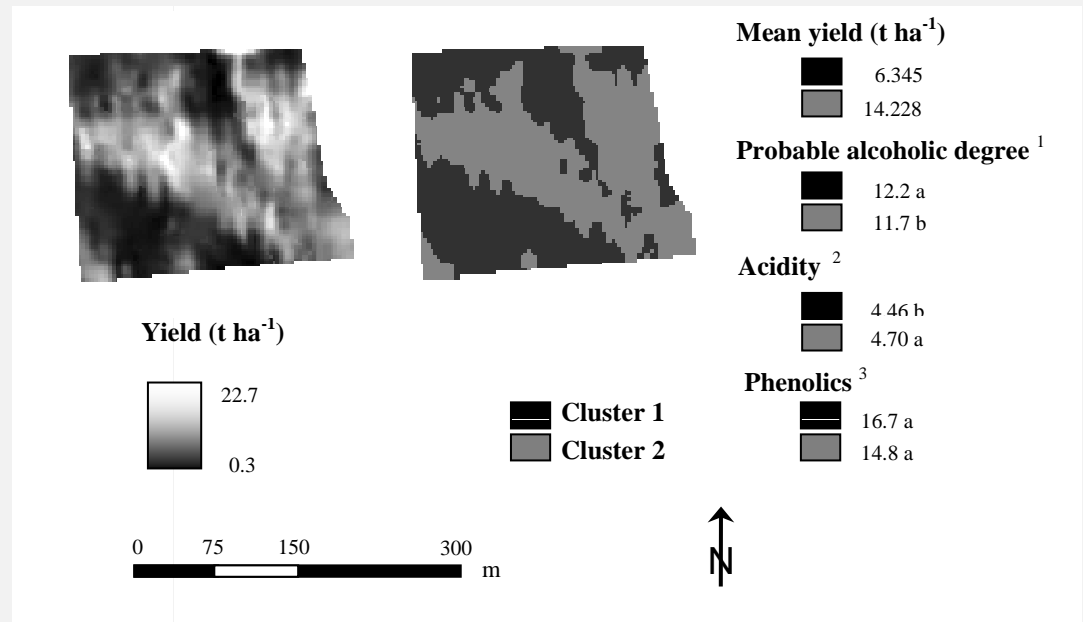 Mean yield (t ha-1)
6.345
14.228
Probable alcoholic degree 1
12.2 a
11.7 b
Acidity 2
4.46 b
4.70 a
Phenolics 3
16.7 a
14.8 a
Yield (t ha-1)
22.7
0.3
Cluster 1
Cluster 2
0 75 150 300
m
N